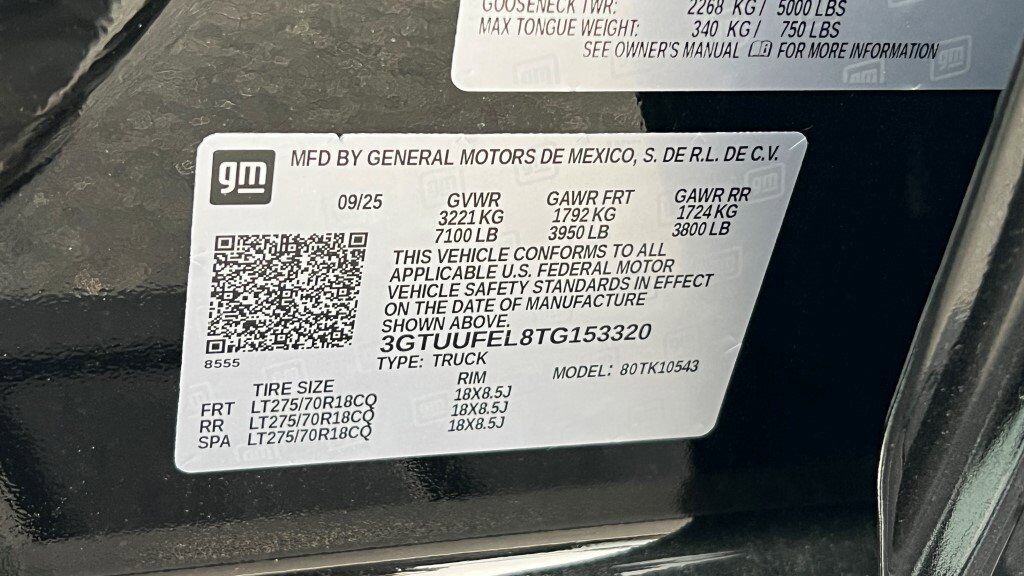 GOOSENECK TWR: 2268 KG/ 5000 LBS
MAX TONGUE WEIGHT: 340 KG/ 750 LBS
SEE OWNER'S MANUAL FOR MORE INFORMATION
gm
MFD BY GENERAL MOTORS DE MEXICO, S. DE R.L. DE C.V.
09/25 GVWR GAWR FRT GAWR RR
3221 KG 1792 KG 1724 KG
7100 LB 3950 LB 3800 LB
THIS VEHICLE CONFORMS TO ALL
APPLICABLE U.S. FEDERAL MOTOR
VEHICLE SAFETY STANDARDS IN EFFECT
ON THE DATE OF MANUFACTURE
SHOWN ABOVE.
3GTUUFEL8TG153320
8555
TYPE: TRUCK
MODEL: 80TK10543
TIRE SIZE RIM
FRT LT275/70R18CQ 18X8.5J
RR LT275/70R18CQ 18X8.5J
SPA LT275/70R18CQ 18X8.5J